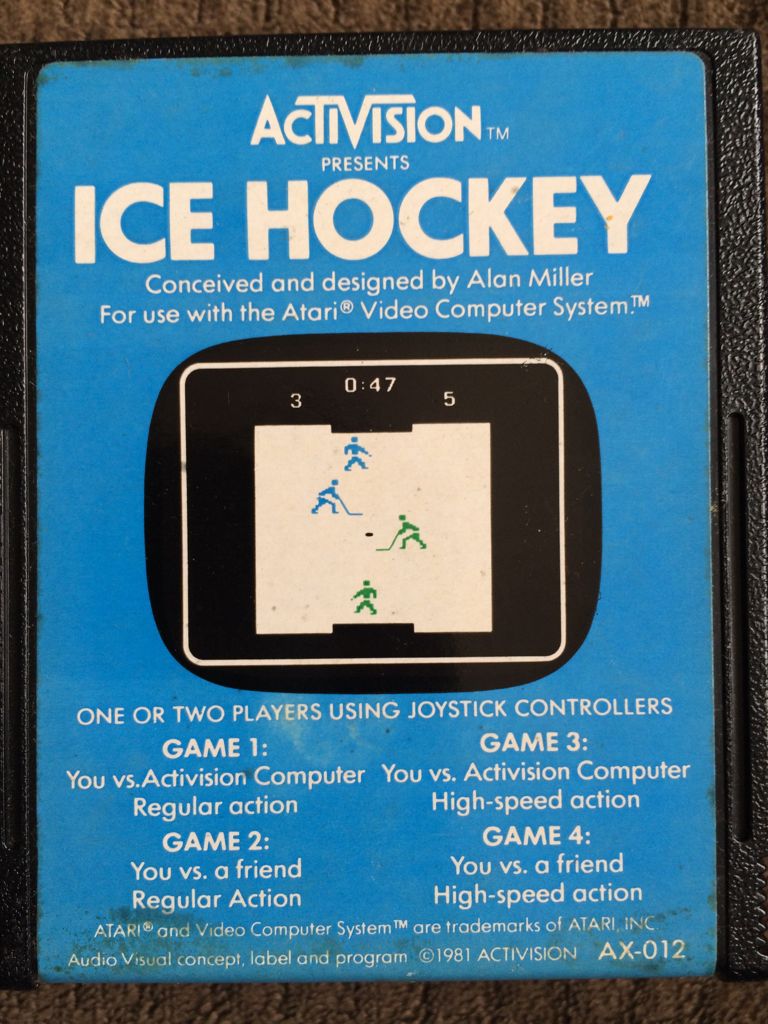 ACTIVISION™
PRESENTS
ICE HOCKEY
Conceived and designed by Alan Miller
For use with the Atari® Video Computer System.™
0:47
3 5
ONE OR TWO PLAYERS USING JOYSTICK CONTROLLERS
GAME 1:
You vs.Activision Computer
Regular action
GAME 2:
You vs. a friend
Regular Action
GAME 3:
You vs. Activision Computer
High-speed action
GAME 4:
You vs. a friend
High-speed action
ATARI® and Video Computer System™ are trademarks of ATARI, INC.
Audio Visual concept, label and program ©1981 ACTIVISION AX-012